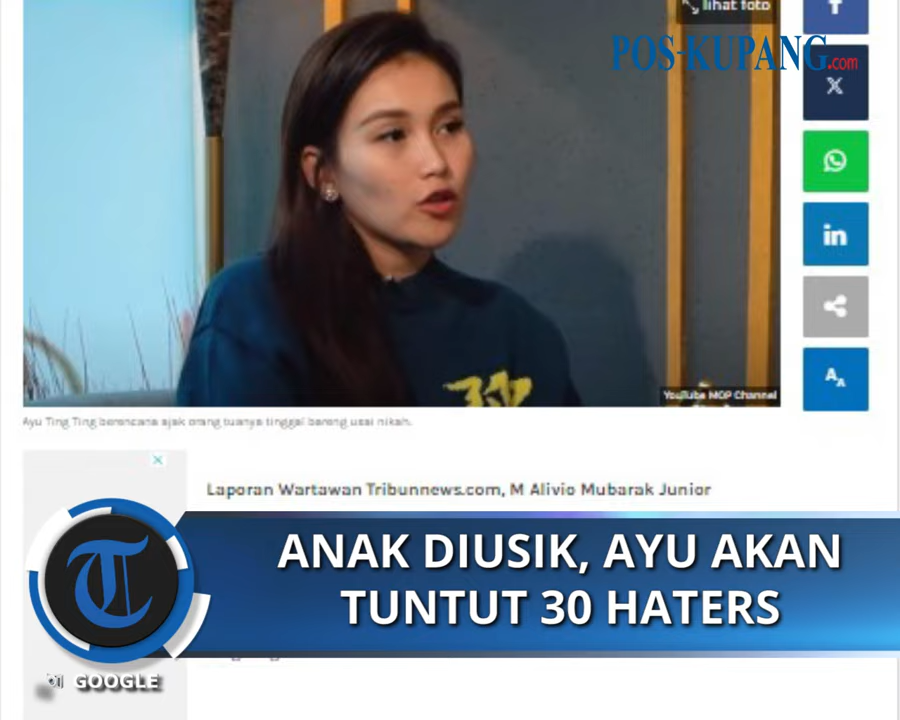 lihat foto
POS-KUPANG.com
YouTube MOP Channel
Ayu Ting Ting berencana ajak orang tuanya tinggal bareng usai nikah.
Laporan Wartawan Tribunnews.com, M Alivio Mubarak Junior
ANAK DIUSIK, AYU AKAN
TUNTUT 30 HATERS
GOOGLE